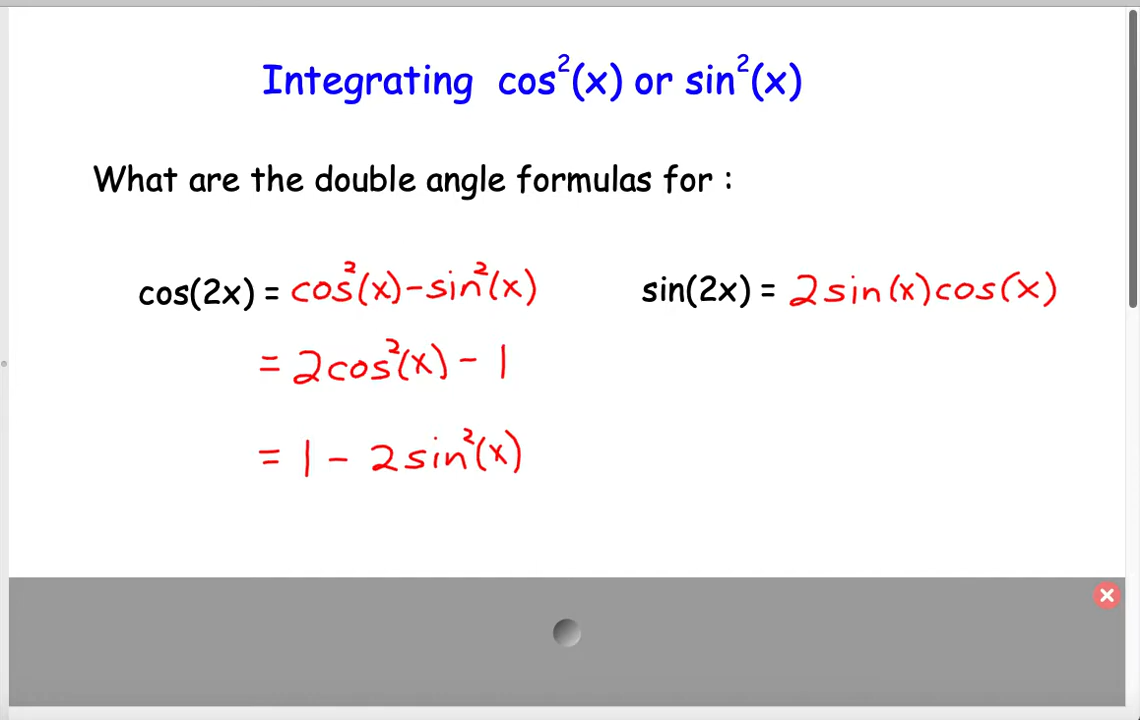 Integrating cos²(x) or sin²(x)
What are the double angle formulas for :
cos(2x) = cos²(x)-sin²(x) sin(2x) = 2sin(x)cos(x)
= 2cos²(x) - 1
= 1 - 2sin²(x)